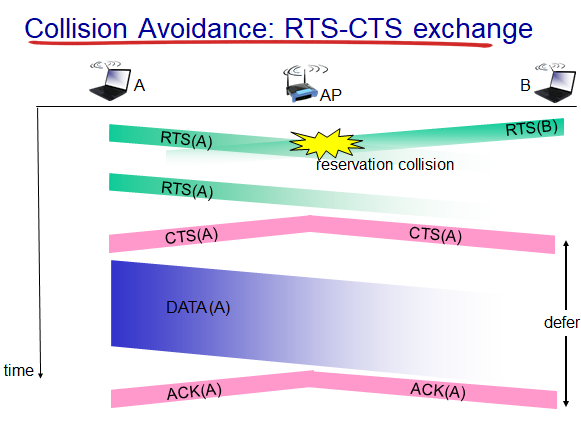 Collision Avoidance: RTS-CTS exchange
A
AP
B
RTS(A)
RTS(B)
reservation collision
RTS(A)
CTS(A)
CTS(A)
DATA (A)
defer
time
ACK(A)
ACK(A)